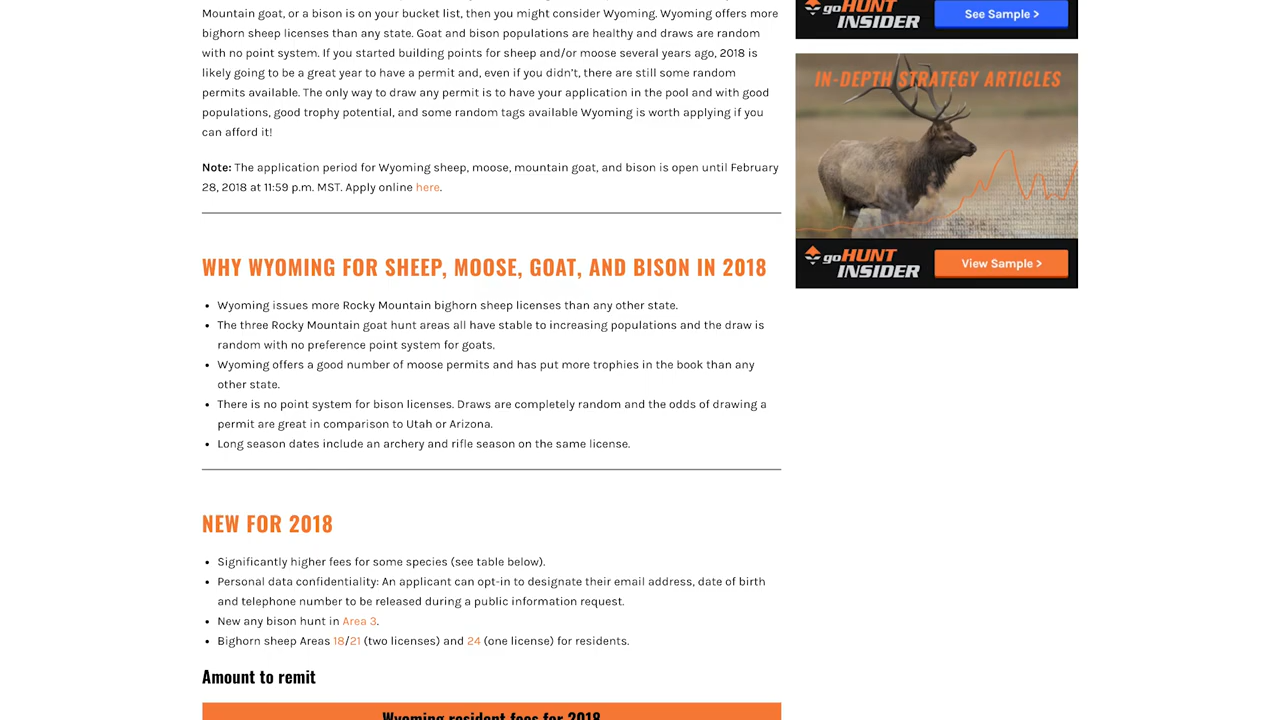 Mountain goat, or a bison is on your bucket list, then you might consider Wyoming. Wyoming offers more
bighorn sheep licenses than any state. Goat and bison populations are healthy and draws are random
with no point system. If you started building points for sheep and/or moose several years ago, 2018 is
likely going to be a great year to have a permit and, even if you didn't, there are still some random
permits available. The only way to draw any permit is to have your application in the pool and with good
populations, good trophy potential, and some random tags available Wyoming is worth applying if you
can afford it!
Note: The application period for Wyoming sheep, moose, mountain goat, and bison is open until February
28, 2018 at 11:59 p.m. MST. Apply online here.
WHY WYOMING FOR SHEEP, MOOSE, GOAT, AND BISON IN 2018
• Wyoming issues more Rocky Mountain bighorn sheep licenses than any other state.
• The three Rocky Mountain goat hunt areas all have stable to increasing populations and the draw is
random with no preference point system for goats.
• Wyoming offers a good number of moose permits and has put more trophies in the book than any
other state.
• There is no point system for bison licenses. Draws are completely random and the odds of drawing a
permit are great in comparison to Utah or Arizona.
• Long season dates include an archery and rifle season on the same license.
NEW FOR 2018
• Significantly higher fees for some species (see table below).
• Personal data confidentiality: An applicant can opt-in to designate their email address, date of birth
and telephone number to be released during a public information request.
• New any bison hunt in Area 3.
• Bighorn sheep Areas 18/21 (two licenses) and 24 (one license) for residents.
Amount to remit
Wyoming resident fees for 2018
goHUNT
INSIDER
See Sample >
IN-DEPTH STRATEGY ARTICLES
goHUNT
INSIDER
View Sample >